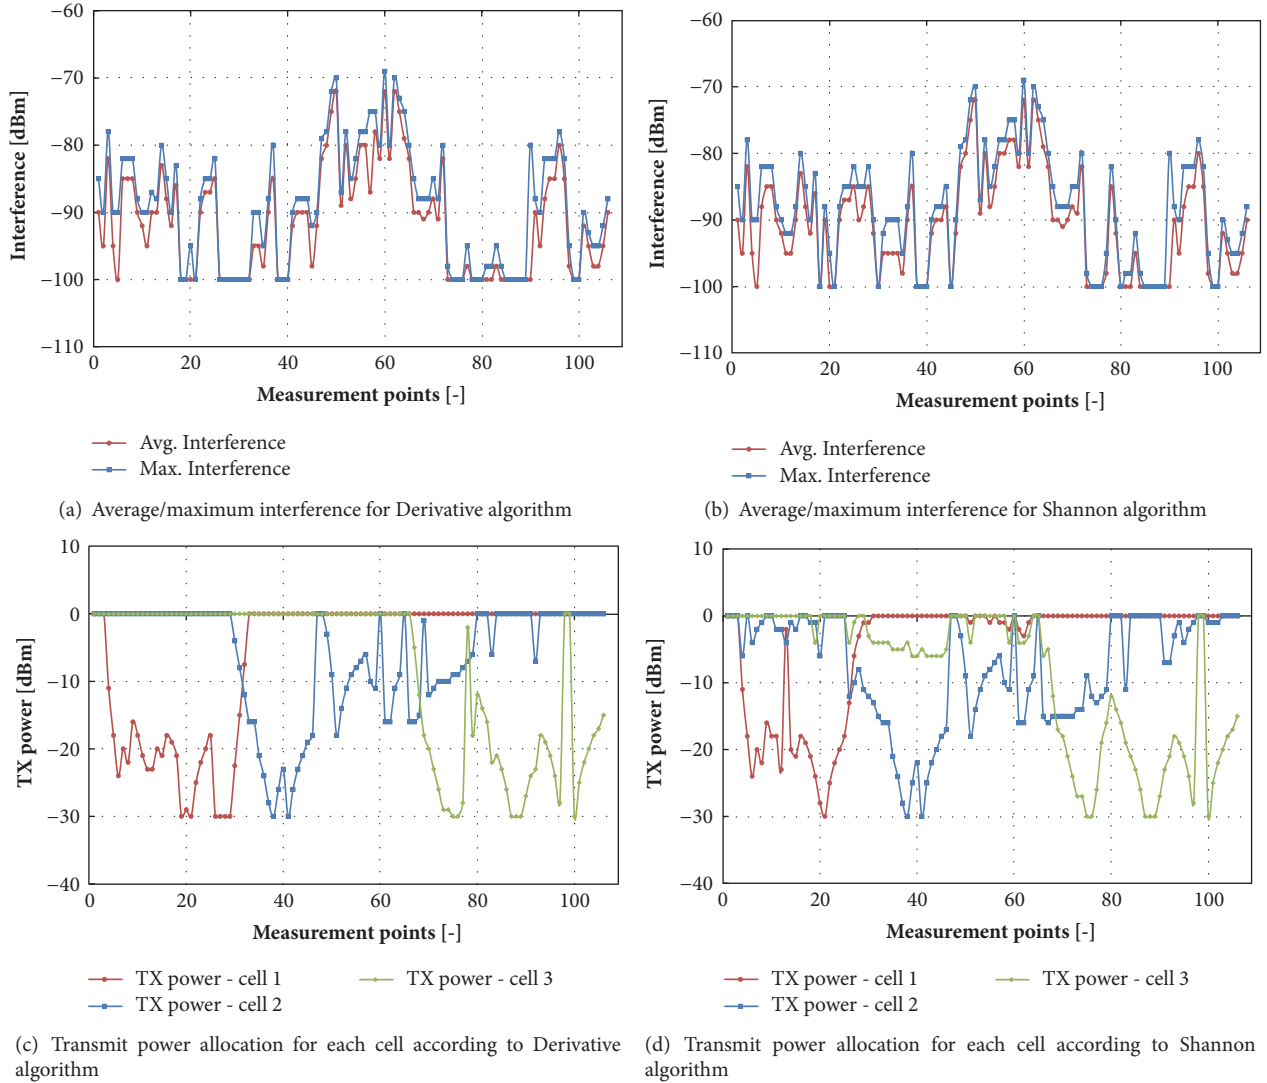 −60
−70
−80
−90
−100
−110
Interference [dBm]
0 20 40 60 80 100
Measurement points [-]
Avg. Interference
Max. Interference
(a) Average/maximum interference for Derivative algorithm
−60
−70
−80
−90
−100
−110
Interference [dBm]
0 20 40 60 80 100
Measurement points [-]
Avg. Interference
Max. Interference
(b) Average/maximum interference for Shannon algorithm
10
0
−10
−20
−30
−40
TX power [dBm]
0 20 40 60 80 100
Measurement points [-]
TX power - cell 1
TX power - cell 2
TX power - cell 3
(c) Transmit power allocation for each cell according to Derivative
algorithm
10
0
−10
−20
−30
−40
TX power [dBm]
0 20 40 60 80 100
Measurement points [-]
TX power - cell 1
TX power - cell 2
TX power - cell 3
(d) Transmit power allocation for each cell according to Shannon
algorithm